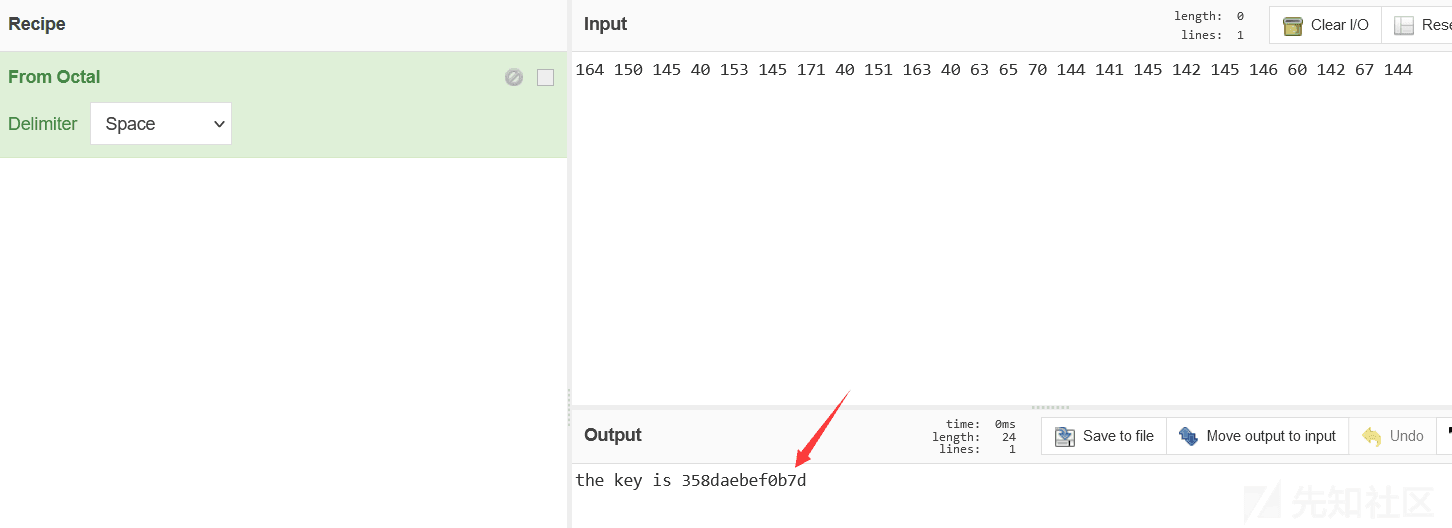 Recipe
From Octal
Delimiter Space
Input
length: 0
lines: 1
Clear I/O
Rese
164 150 145 40 153 145 171 40 151 163 40 63 65 70 144 141 145 142 145 146 60 142 67 144
Output
time: 0ms
length: 24
lines: 1
Save to file
Move output to input
Undo
the key is 358daebef0b7d
先知社区